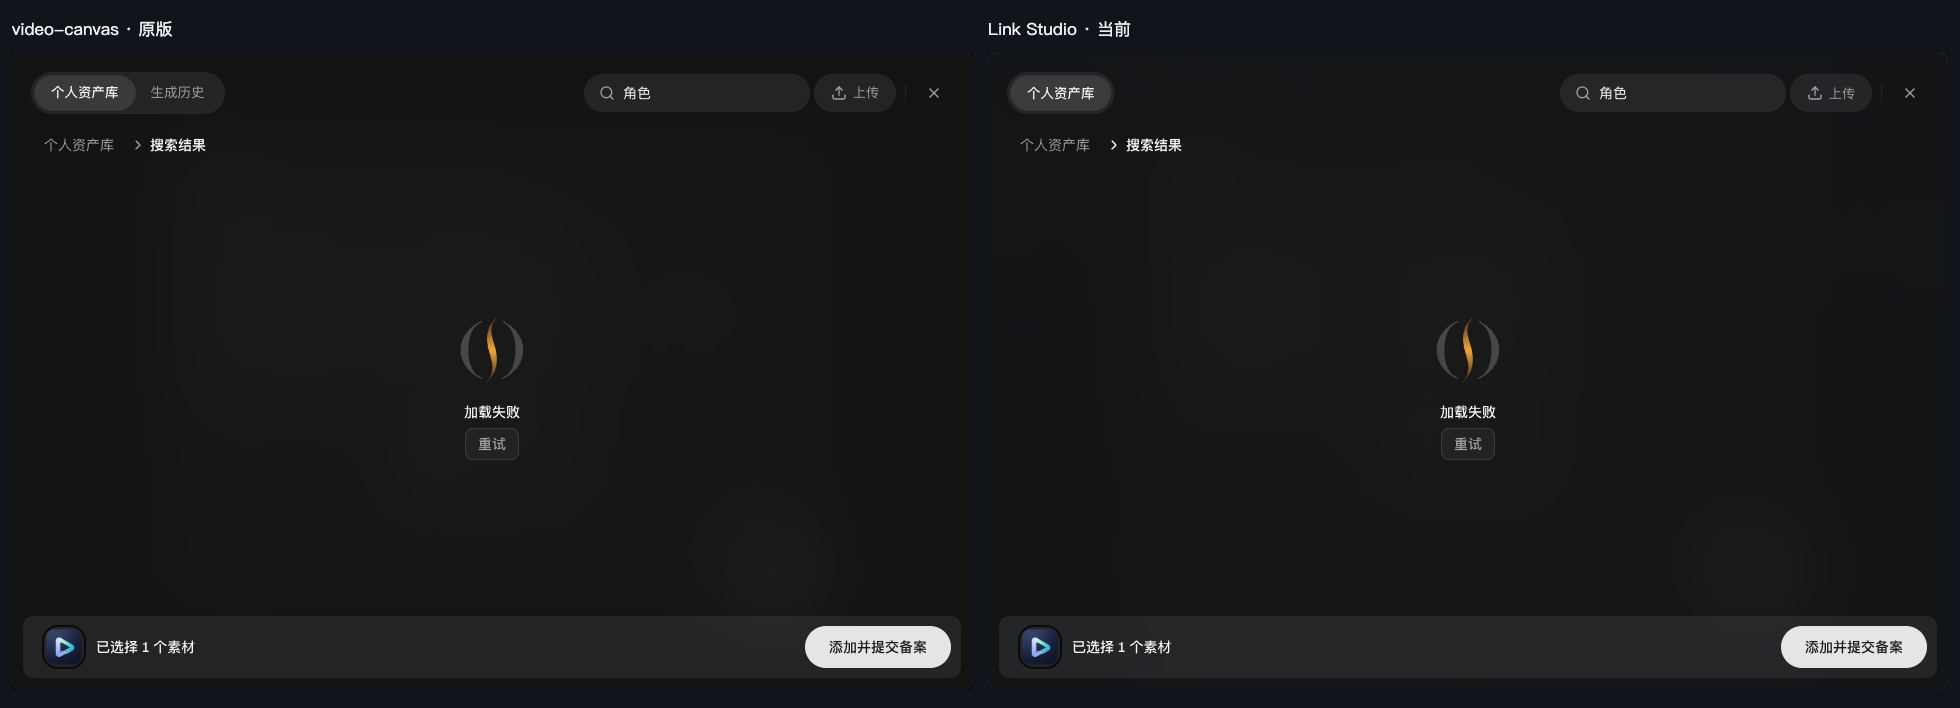 video-canvas · 原版
个人资产库 生成历史 角色 上传
个人资产库 > 搜索结果
加载失败
重试
已选择 1 个素材 添加并提交备案
Link Studio · 当前
个人资产库 角色 上传
个人资产库 > 搜索结果
加载失败
重试
已选择 1 个素材 添加并提交备案